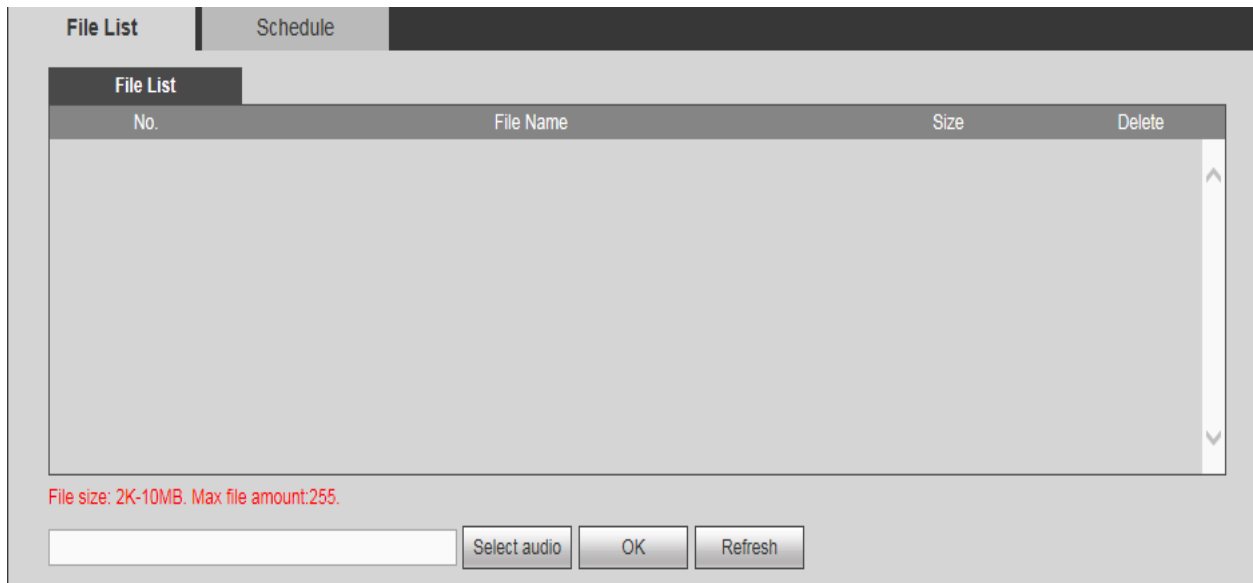 File List Schedule
File List
No. File Name Size Delete
File size: 2K-10MB. Max file amount:255.
Select audio OK Refresh